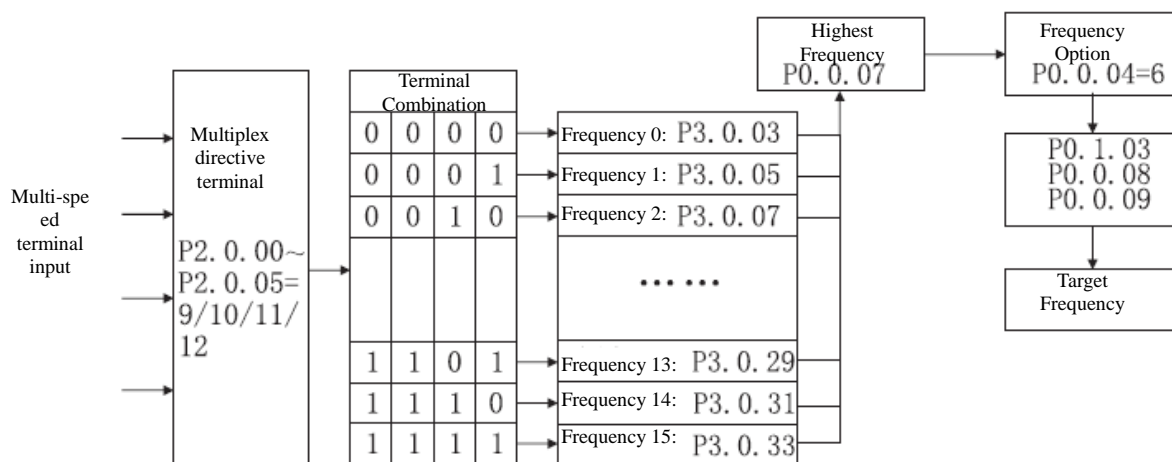 Multi-spe
ed
terminal
input
Multiplex
directive
terminal
P2.0.00~
P2.0.05=
9/10/11/
12
Terminal
Combination
0 0 0 0
0 0 0 1
0 0 1 0
1 1 0 1
1 1 1 0
1 1 1 1
Frequency 0: P3.0.03
Frequency 1: P3.0.05
Frequency 2: P3.0.07
••• •••
Frequency 13: P3.0.29
Frequency 14: P3.0.31
Frequency 15: P3.0.33
Highest
Frequency
P0.0.07
Frequency
Option
P0.0.04=6
P0.1.03
P0.0.08
P0.0.09
Target
Frequency